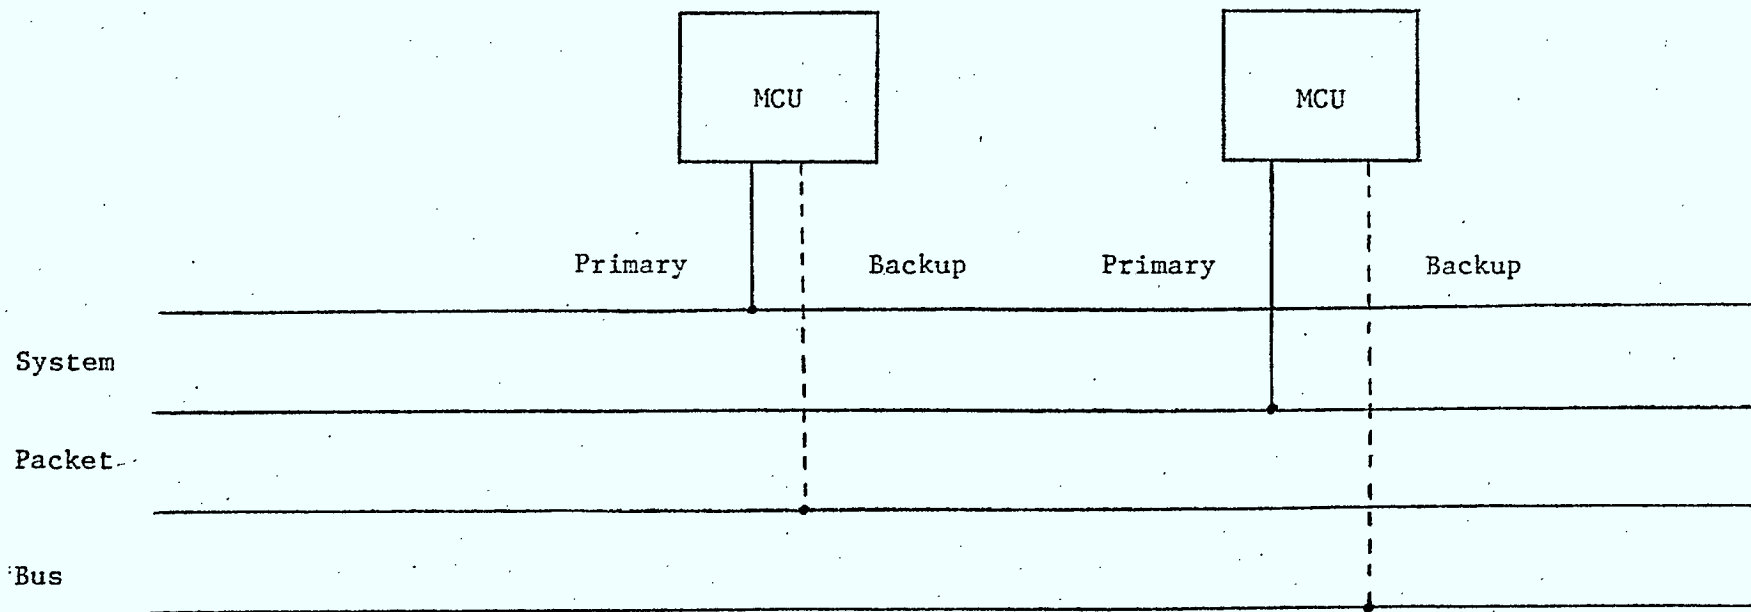 MCU MCU
Primary Backup Primary Backup
System
Packet
Bus